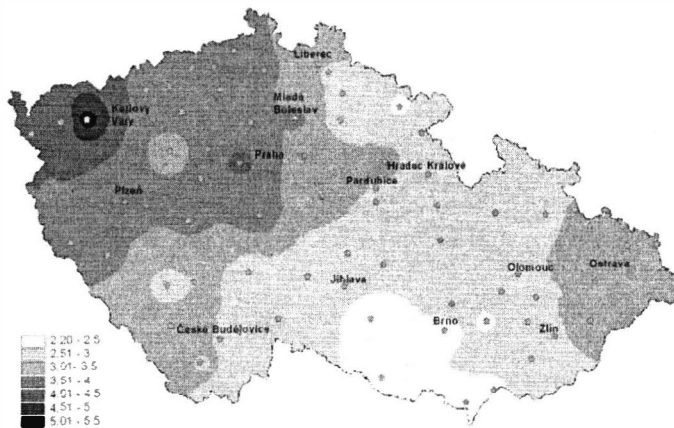 Liberec
Karlovy
Vary
Mladá
Boleslav
Praha
Hradec Králové
Pardubice
Plzeň
Olomouc
Ostrava
Jihlava
České Budějovice
Brno
Zlín
2.20 - 2.5
2.51 - 3
3.01 - 3.5
3.51 - 4
4.01 - 4.5
4.51 - 5
5.01 - 5.5